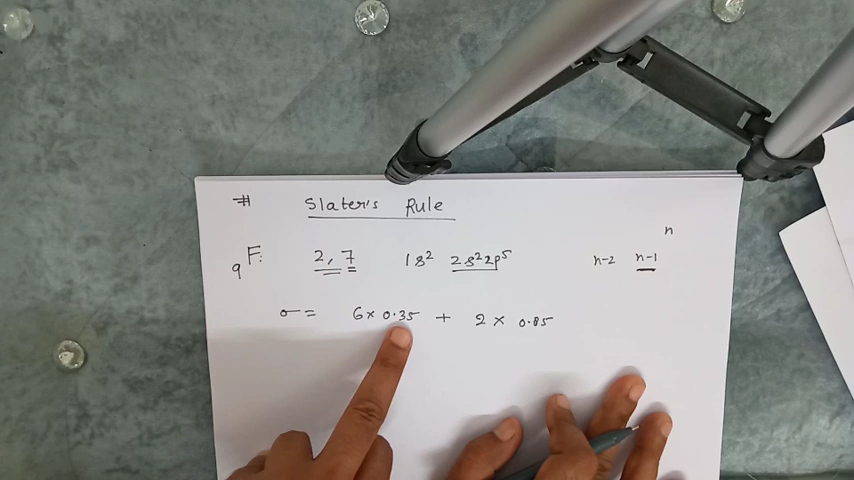 # Slater's Rule
n
9F: 2, 7 1s² 2s²2p⁵ n-2 n-1
σ = 6 × 0.35 + 2 × 0.85